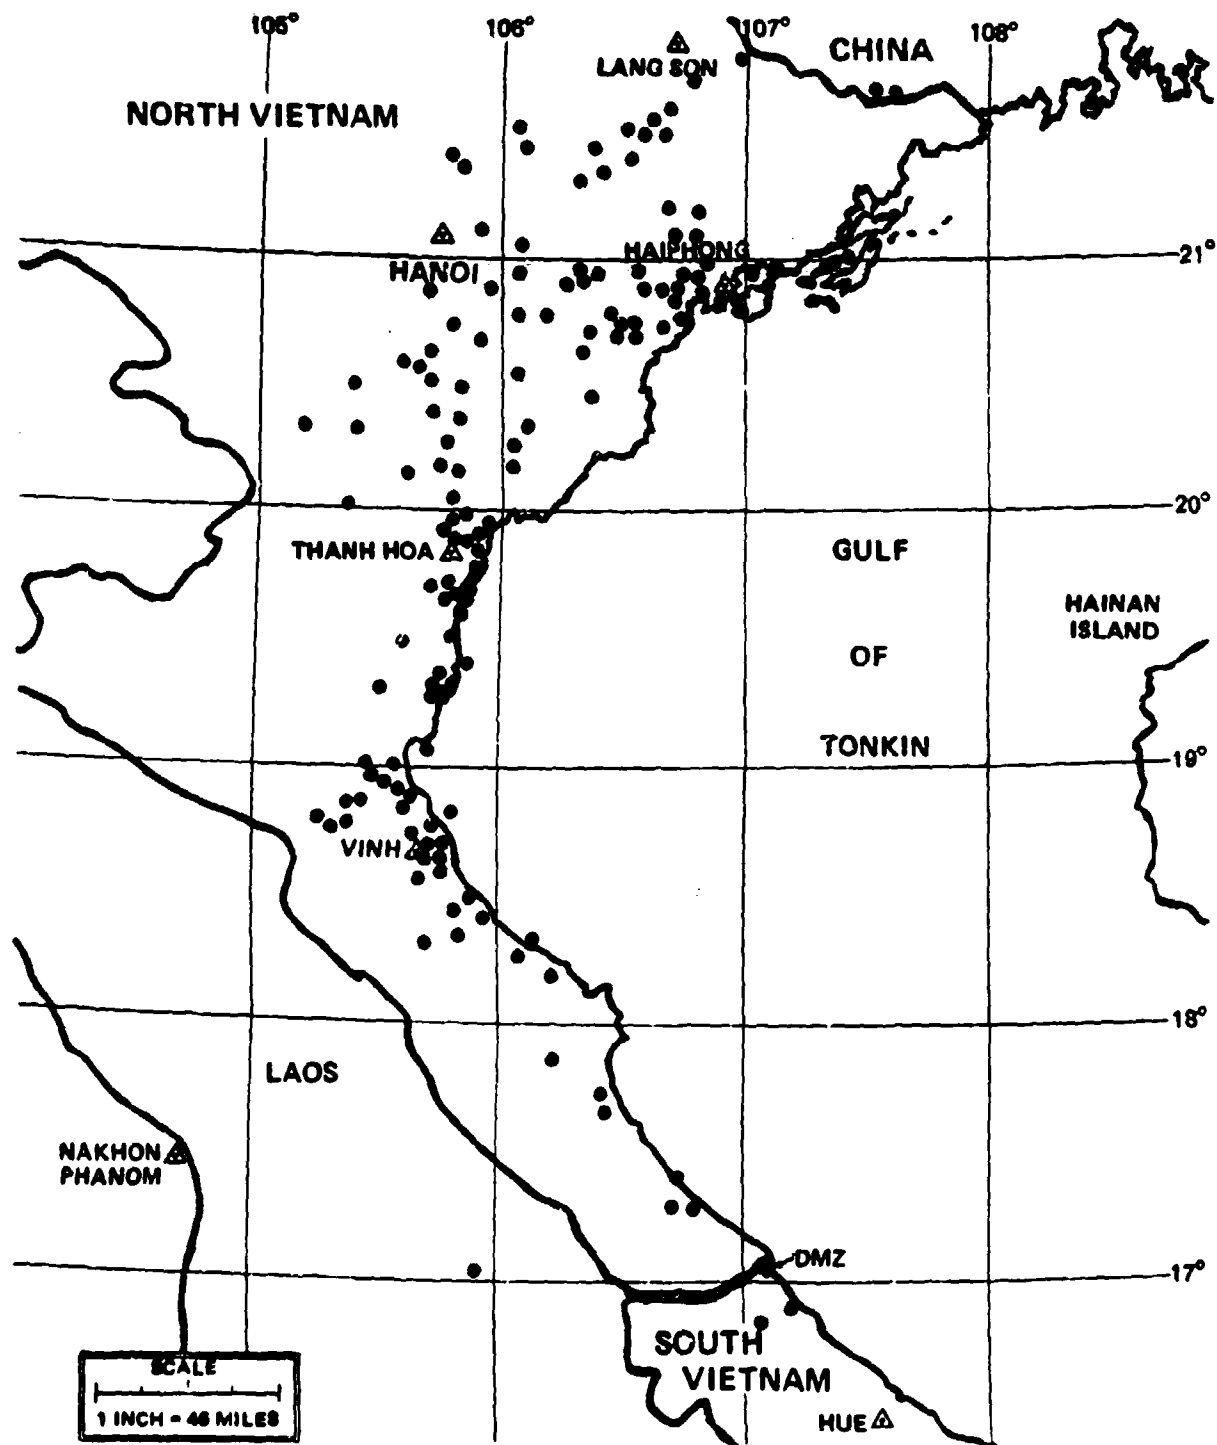 105° 106° 107° 108°
CHINA
LANG SON
NORTH VIETNAM
HAIPHONG
21°
HANOI
20°
THANH HOA
GULF
HAINAN
ISLAND
OF
TONKIN
19°
VINH
18°
LAOS
NAKHON
PHANOM
DMZ
17°
SOUTH
VIETNAM
SCALE
1 INCH = 46 MILES
HUE